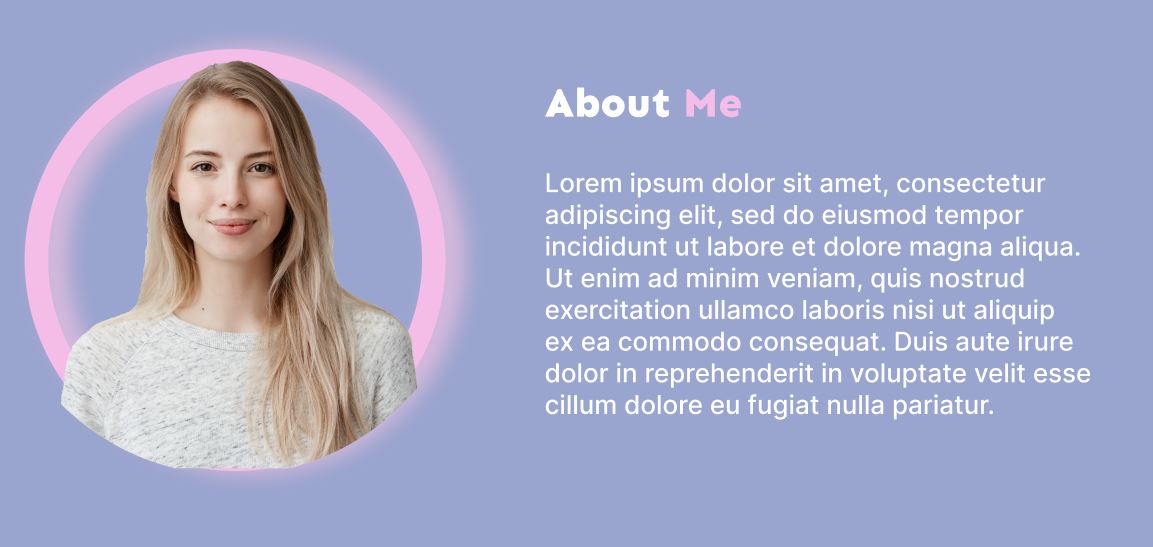 About Me
Lorem ipsum dolor sit amet, consectetur
adipiscing elit, sed do eiusmod tempor
incididunt ut labore et dolore magna aliqua.
Ut enim ad minim veniam, quis nostrud
exercitation ullamco laboris nisi ut aliquip
ex ea commodo consequat. Duis aute irure
dolor in reprehenderit in voluptate velit esse
cillum dolore eu fugiat nulla pariatur.